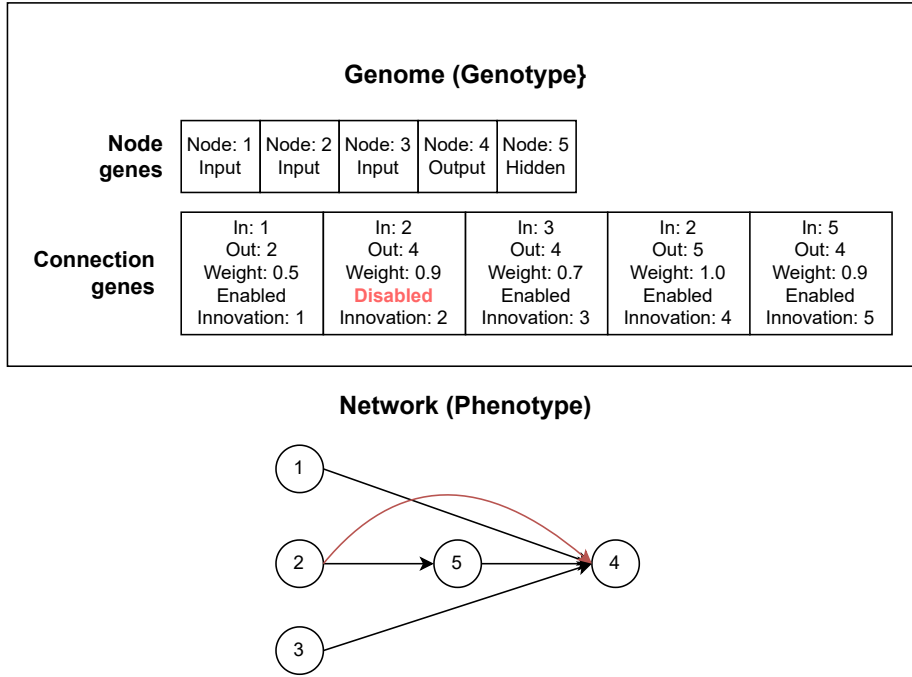 Genome (Genotype}
Node genes
Node: 1
Input
Node: 2
Input
Node: 3
Input
Node: 4
Output
Node: 5
Hidden
Connection genes
In: 1
Out: 2
Weight: 0.5
Enabled
Innovation: 1
In: 2
Out: 4
Weight: 0.9
Disabled
Innovation: 2
In: 3
Out: 4
Weight: 0.7
Enabled
Innovation: 3
In: 2
Out: 5
Weight: 1.0
Enabled
Innovation: 4
In: 5
Out: 4
Weight: 0.9
Enabled
Innovation: 5
Network (Phenotype)
1
2
5
4
3